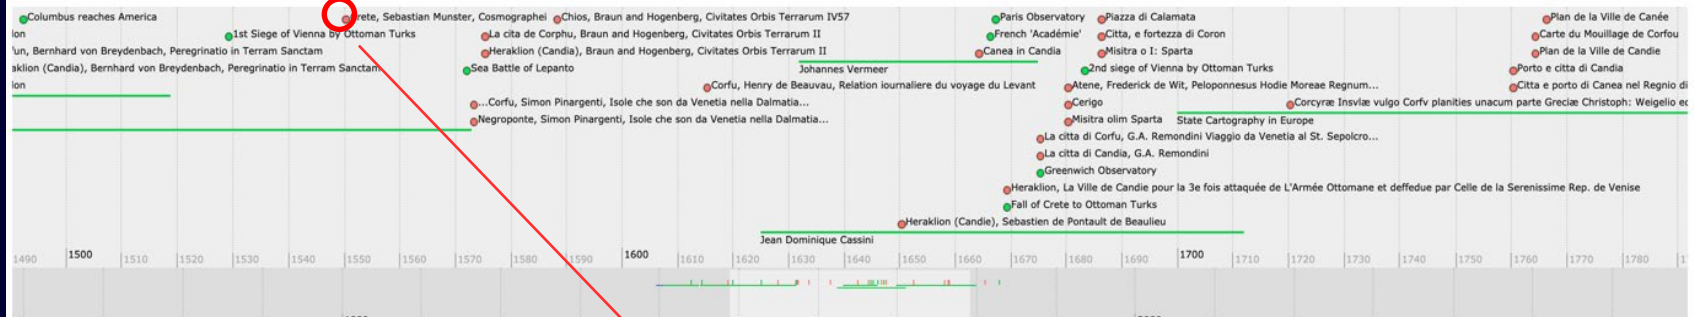 Columbus reaches America
rete, Sebastian Munster, Cosmographei
Chios, Braun and Hogenberg, Civitates Orbis Terrarum IV57
Paris Observatory
Piazza di Calamata
Plan de la Ville de Canée
lon
1st Siege of Vienna by Ottoman Turks
La cita de Corphu, Braun and Hogenberg, Civitates Orbis Terrarum II
French 'Académie'
Citta, e fortezza di Coron
Carte du Mouillage de Corfou
'un, Bernhard von Breydenbach, Peregrinatio in Terram Sanctam
Heraklion (Candia), Braun and Hogenberg, Civitates Orbis Terrarum II
Canea in Candia
Misitra o I: Sparta
Plan de la Ville de Candie
aklion (Candia), Bernhard von Breydenbach, Peregrinatio in Terram Sanctam
Sea Battle of Lepanto
Johannes Vermeer
2nd siege of Vienna by Ottoman Turks
Porto e citta di Candia
lon
Corfu, Henry de Beauvau, Relation iournaliere du voyage du Levant
Atene, Frederick de Wit, Peloponnesus Hodie Moreae Regnum...
Citta e porto di Canea nel Regnio di
...Corfu, Simon Pinargenti, Isole che son da Venetia nella Dalmatia...
Cerigo
Corcyræ Insvlæ vulgo Corfv planities unacum parte Greciæ Christoph: Weigelio ec
Negroponte, Simon Pinargenti, Isole che son da Venetia nella Dalmatia...
Misitra olim Sparta
State Cartography in Europe
La citta di Corfu, G.A. Remondini Viaggio da Venetia al St. Sepolcro...
La citta di Candia, G.A. Remondini
Greenwich Observatory
Heraklion, La Ville de Candie pour la 3e fois attaquée de L'Armée Ottomane et deffedue par Celle de la Serenissime Rep. de Venise
Fall of Crete to Ottoman Turks
Heraklion (Candie), Sebastien de Pontault de Beaulieu
Jean Dominique Cassini
1490 1500 1510 1520 1530 1540 1550 1560 1570 1580 1590 1600 1610 1620 1630 1640 1650 1660 1670 1680 1690 1700 1710 1720 1730 1740 1750 1760 1770 1780